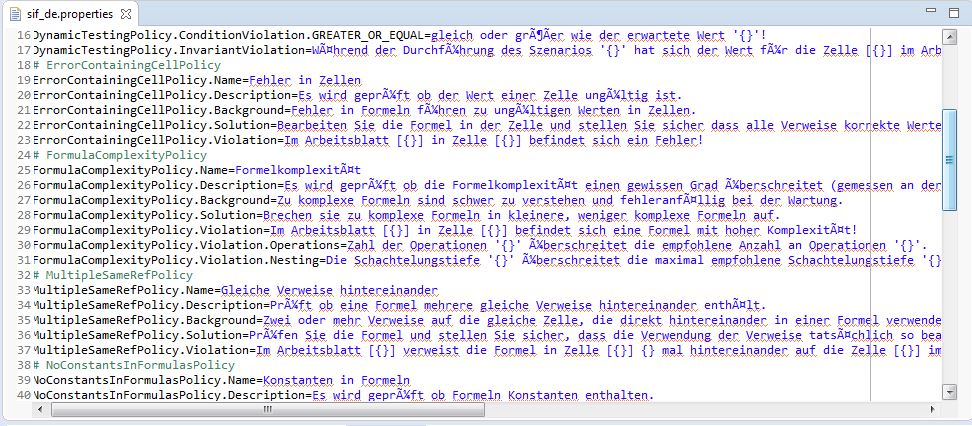 sif_de.properties
16 DynamicTestingPolicy.ConditionViolation.GREATER_OR_EQUAL=gleich oder grÃ¶Ãer wie der erwartete Wert '{}'!
17 DynamicTestingPolicy.InvariantViolation=WÃ¤hrend der DurchfÃ¼hrung des Szenarios '{}' hat sich der Wert fÃ¼r die Zelle [{}] im Arb
18 # ErrorContainingCellPolicy
19 ErrorContainingCellPolicy.Name=Fehler in Zellen
20 ErrorContainingCellPolicy.Description=Es wird geprÃ¼ft ob der Wert einer Zelle ungÃ¼ltig ist.
21 ErrorContainingCellPolicy.Background=Fehler in Formeln fÃ¼hren zu ungÃ¼ltigen Werten in Zellen.
22 ErrorContainingCellPolicy.Solution=Bearbeiten Sie die Formel in der Zelle und stellen Sie sicher dass alle Verweise korrekte Werte
23 ErrorContainingCellPolicy.Violation=Im Arbeitsblatt [{}] in Zelle [{}] befindet sich ein Fehler!
24 # FormulaComplexityPolicy
25 FormulaComplexityPolicy.Name=FormelkomplexitÃ¤t
26 FormulaComplexityPolicy.Description=Es wird geprÃ¼ft ob die FormelkomplexitÃ¤t einen gewissen Grad Ã¼berschreitet (gemessen an der
27 FormulaComplexityPolicy.Background=Zu komplexe Formeln sind schwer zu verstehen und fehleranfÃ¤llig bei der Wartung.
28 FormulaComplexityPolicy.Solution=Brechen sie zu komplexe Formeln in kleinere, weniger komplexe Formeln auf.
29 FormulaComplexityPolicy.Violation=Im Arbeitsblatt [{}] in Zelle [{}] befindet sich eine Formel mit hoher KomplexitÃ¤t!
30 FormulaComplexityPolicy.Violation.Operations=Zahl der Operationen '{}' Ã¼berschreitet die empfohlene Anzahl an Operationen '{}'.
31 FormulaComplexityPolicy.Violation.Nesting=Die Schachtelungstiefe '{}' Ã¼berschreitet die maximal empfohlene Schachtelungstiefe '{}
32 # MultipleSameRefPolicy
33 MultipleSameRefPolicy.Name=Gleiche Verweise hintereinander
34 MultipleSameRefPolicy.Description=PrÃ¼ft ob eine Formel mehrere gleiche Verweise hintereinander enthÃ¤lt.
35 MultipleSameRefPolicy.Background=Zwei oder mehr Verweise auf die gleiche Zelle, die direkt hintereinander in einer Formel verwende
36 MultipleSameRefPolicy.Solution=PrÃ¼fen Sie die Formel und stellen Sie sicher, dass die Verwendung der Verweise tatsÃ¤chlich so bea
37 MultipleSameRefPolicy.Violation=Im Arbeitsblatt [{}] verweist die Formel in Zelle [{}] {} mal hintereinander auf die Zelle [{}] im
38 # NoConstantsInFormulasPolicy
39 NoConstantsInFormulasPolicy.Name=Konstanten in Formeln
40 NoConstantsInFormulasPolicy.Description=Es wird geprÃ¼ft ob Formeln Konstanten enthalten.